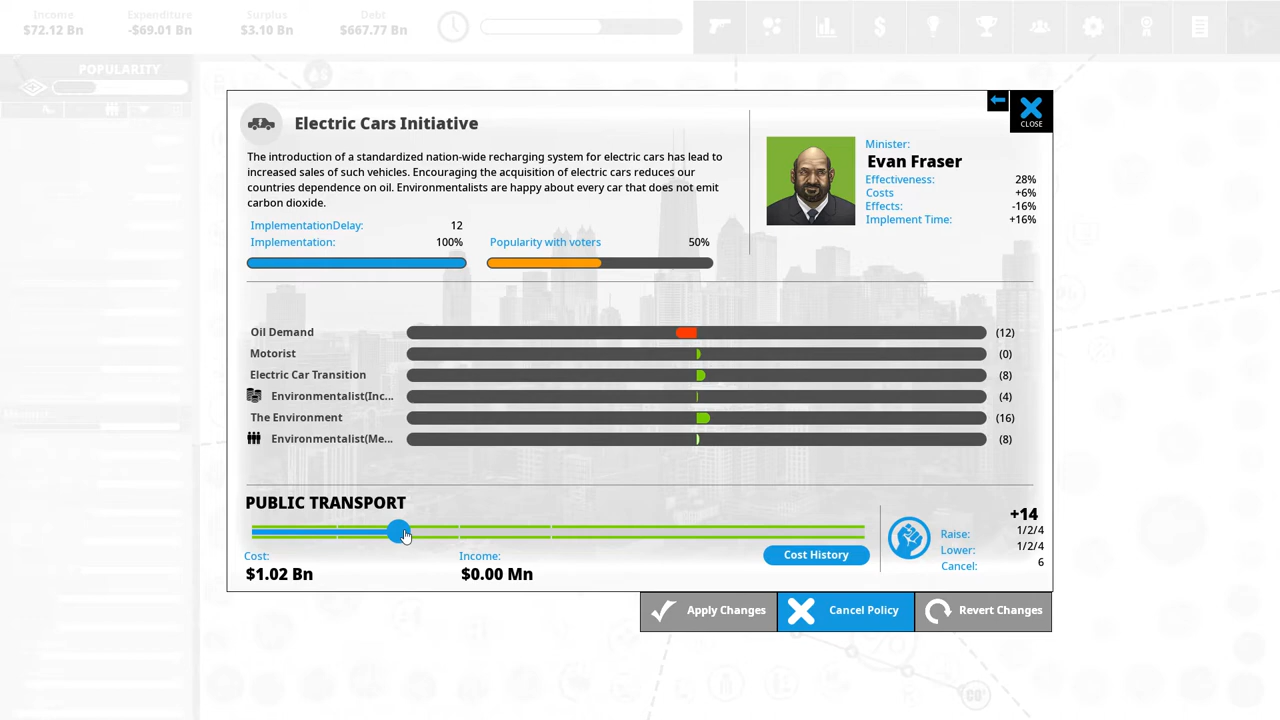 Income Expenditure Surplus Debt
$72.12 Bn -$69.01 Bn $3.10 Bn $667.77 Bn
POPULARITY
Electric Cars Initiative
CLOSE
The introduction of a standardized nation-wide recharging system for electric cars has lead to
increased sales of such vehicles. Encouraging the acquisition of electric cars reduces our
countries dependence on oil. Environmentalists are happy about every car that does not emit
carbon dioxide.
ImplementationDelay: 12
Implementation: 100%
Popularity with voters 50%
Minister:
Evan Fraser
Effectiveness: 28%
Costs +6%
Effects: -16%
Implement Time: +16%
Oil Demand (12)
Motorist (0)
Electric Car Transition (8)
Environmentalist(Inc... (4)
The Environment (16)
Environmentalist(Me... (8)
PUBLIC TRANSPORT
Cost: Income:
$1.02 Bn $0.00 Mn
Cost History
+14
Raise: 1/2/4
Lower: 1/2/4
Cancel: 6
Apply Changes Cancel Policy Revert Changes